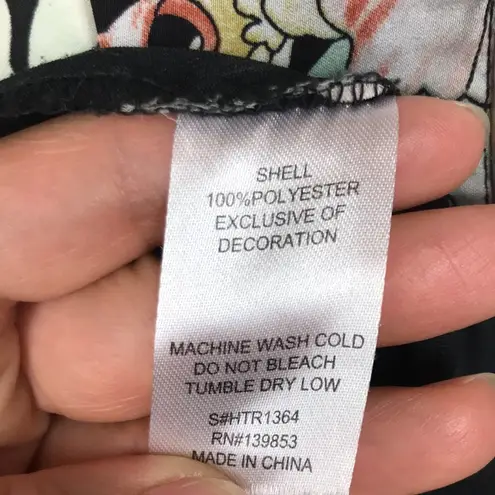 SHELL
100%POLYESTER
EXCLUSIVE OF
DECORATION
MACHINE WASH COLD
DO NOT BLEACH
TUMBLE DRY LOW
S#HTR1364
RN#139853
MADE IN CHINA